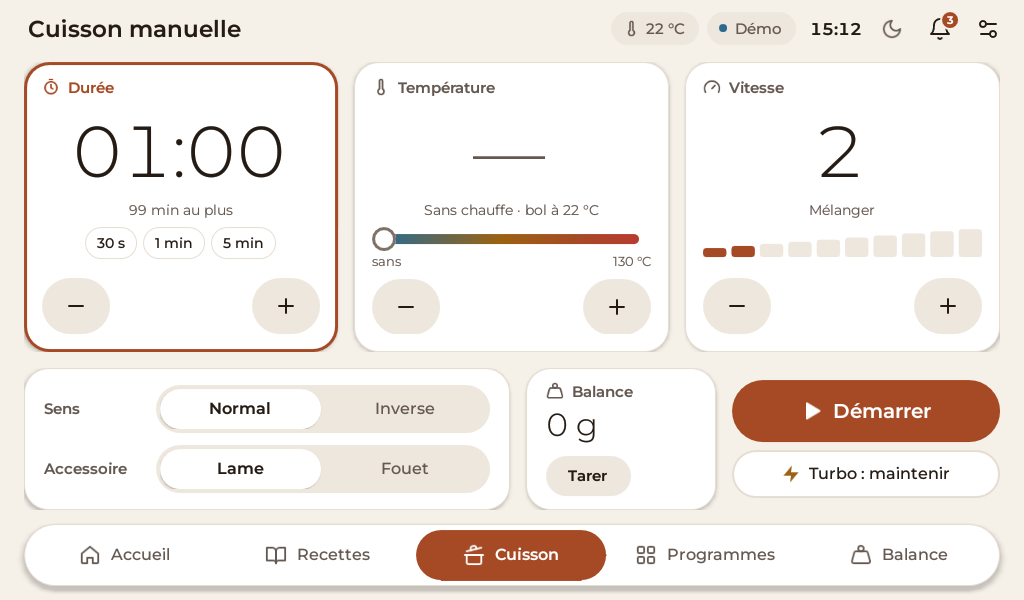 Cuisson manuelle
22 °C
Démo
15:12
3
Durée
01:00
99 min au plus
30 s
1 min
5 min
− +
Température
—
Sans chauffe · bol à 22 °C
sans
130 °C
− +
Vitesse
2
Mélanger
− +
Sens
Normal
Inverse
Accessoire
Lame
Fouet
Balance
0 g
Tarer
Démarrer
Turbo : maintenir
Accueil
Recettes
Cuisson
Programmes
Balance